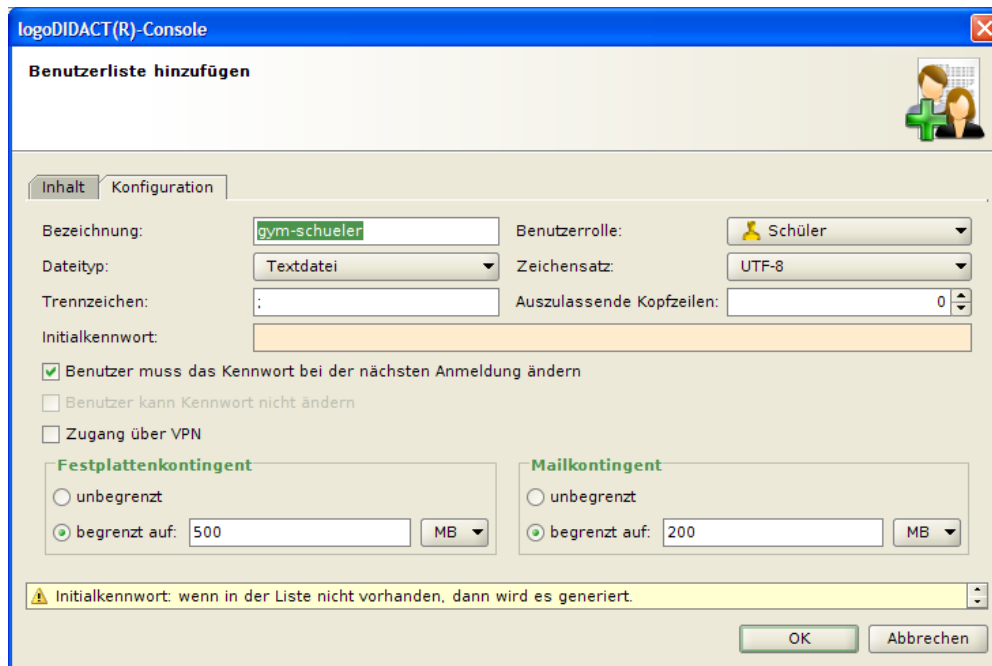 logoDIDACT(R)-Console
Benutzerliste hinzufügen
Inhalt Konfiguration
Bezeichnung: gym-schueler Benutzerrolle: Schüler
Dateityp: Textdatei Zeichensatz: UTF-8
Trennzeichen: ; Auszulassende Kopfzeilen: 0
Initialkennwort:
Benutzer muss das Kennwort bei der nächsten Anmeldung ändern
Benutzer kann Kennwort nicht ändern
Zugang über VPN
Festplattenkontingent Mailkontingent
unbegrenzt unbegrenzt
begrenzt auf: 500 MB begrenzt auf: 200 MB
Initialkennwort: wenn in der Liste nicht vorhanden, dann wird es generiert.
OK Abbrechen